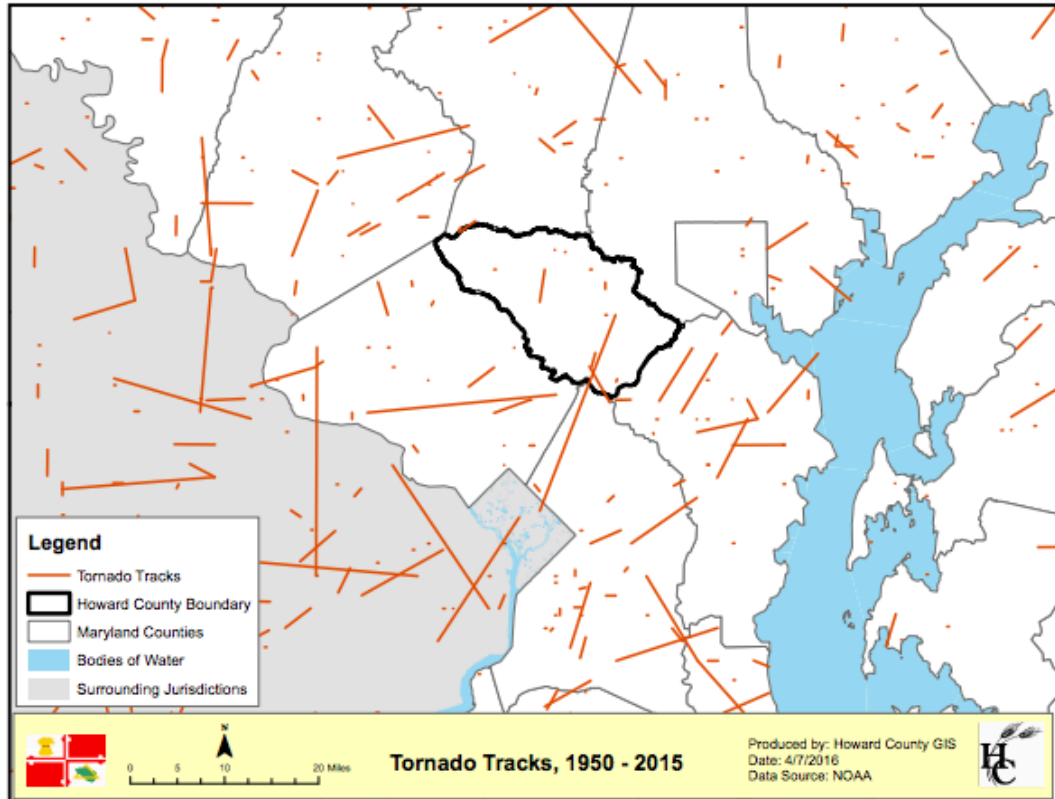 Legend
Tornado Tracks
Howard County Boundary
Maryland Counties
Bodies of Water
Surrounding Jurisdictions
N
0 5 10 20 Miles
Tornado Tracks, 1950 - 2015
Produced by: Howard County GIS
Date: 4/7/2016
Data Source: NOAA
H
C